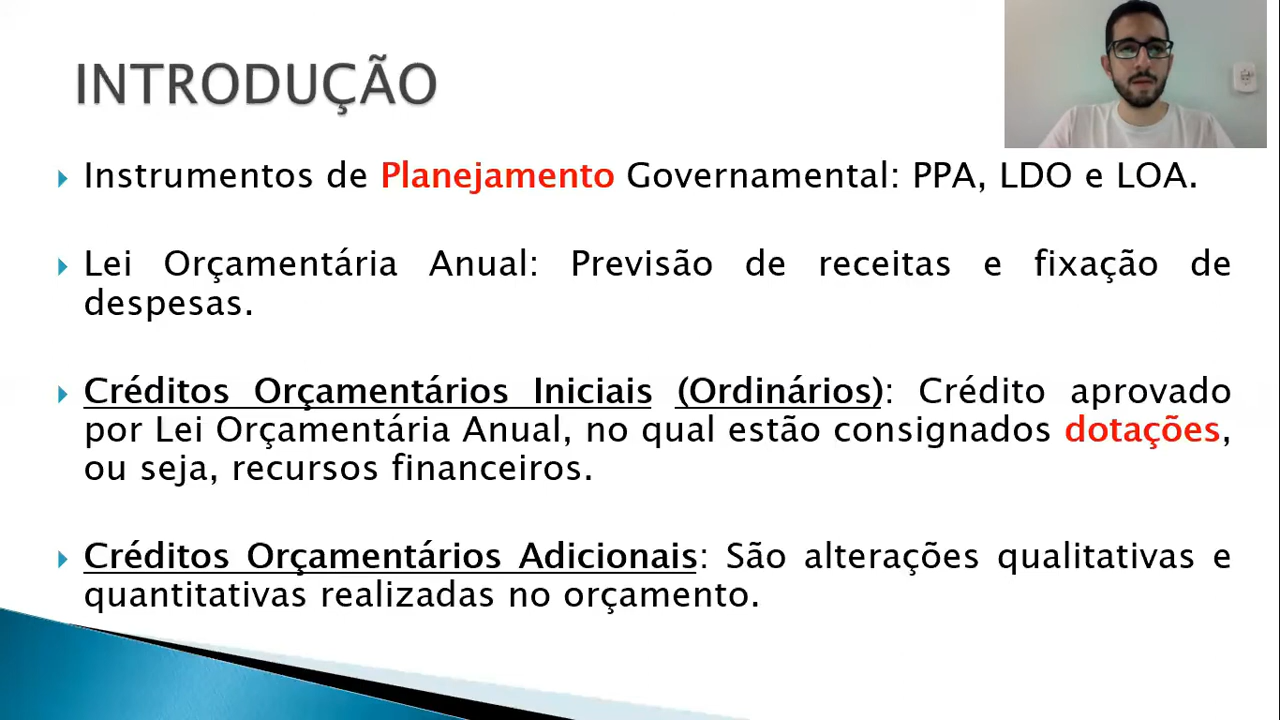 INTRODUÇÃO
Instrumentos de Planejamento Governamental: PPA, LDO e LOA.
Lei Orçamentária Anual: Previsão de receitas e fixação de
despesas.
Créditos Orçamentários Iniciais (Ordinários): Crédito aprovado
por Lei Orçamentária Anual, no qual estão consignados dotações,
ou seja, recursos financeiros.
Créditos Orçamentários Adicionais: São alterações qualitativas e
quantitativas realizadas no orçamento.